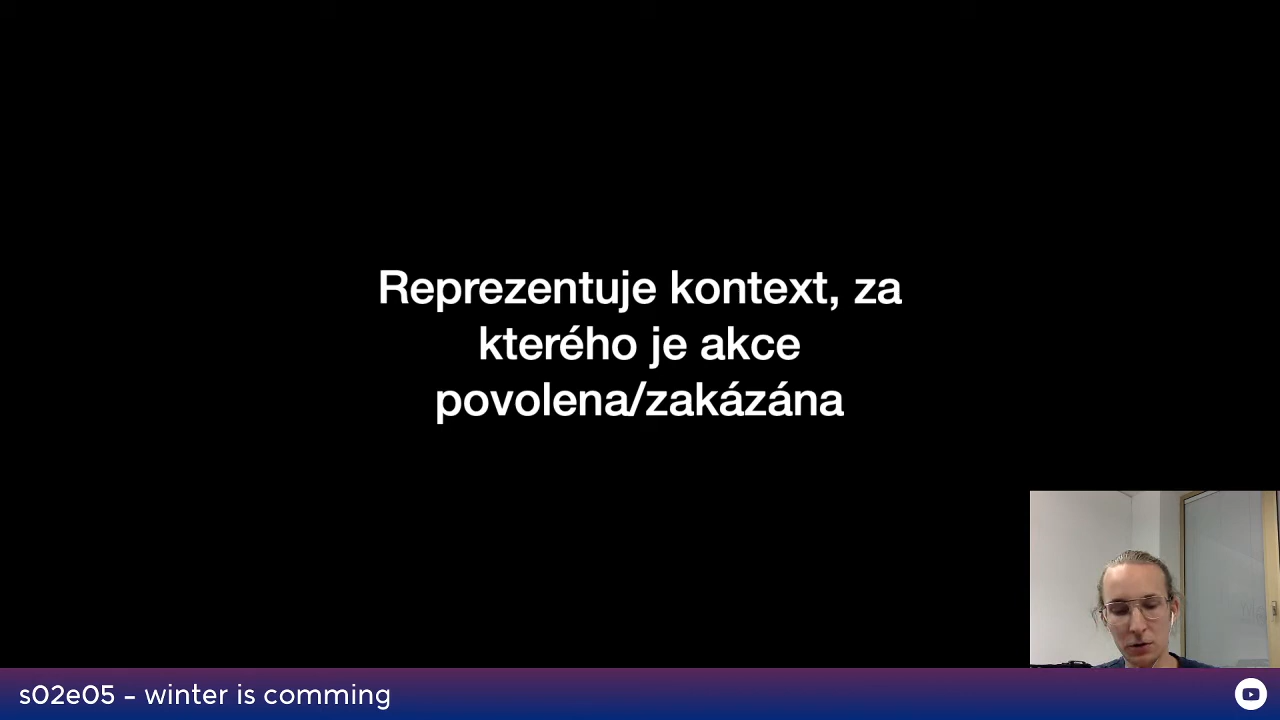 Reprezentuje kontext, za
kterého je akce
povolena/zakázána
s02e05 - winter is comming